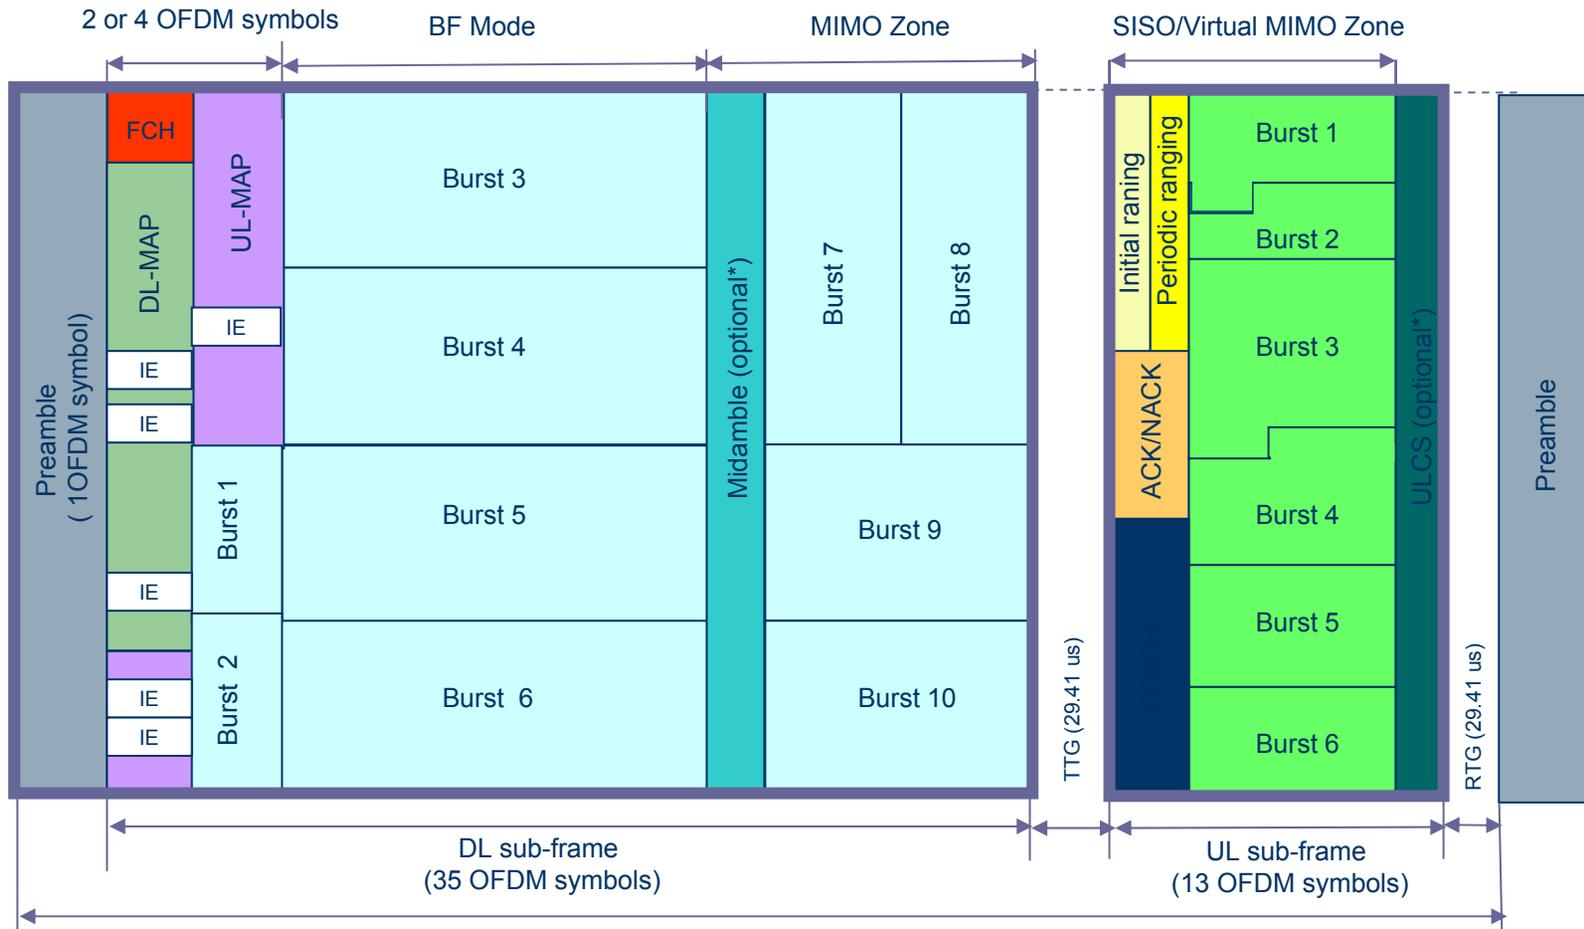 2 or 4 OFDM symbols
BF Mode
MIMO Zone
SISO/Virtual MIMO Zone
Preamble
( 1OFDM symbol)
FCH
DL-MAP
IE
IE
IE
IE
IE
UL-MAP
IE
Burst 1
Burst 2
Burst 3
Burst 4
Burst 5
Burst 6
Midamble (optional*)
Burst 7
Burst 8
Burst 9
Burst 10
TTG (29.41 us)
Initial raning
Periodic ranging
ACK/NACK
Burst 1
Burst 2
Burst 3
Burst 4
Burst 5
Burst 6
ULCS (optional*)
RTG (29.41 us)
Preamble
DL sub-frame
(35 OFDM symbols)
UL sub-frame
(13 OFDM symbols)